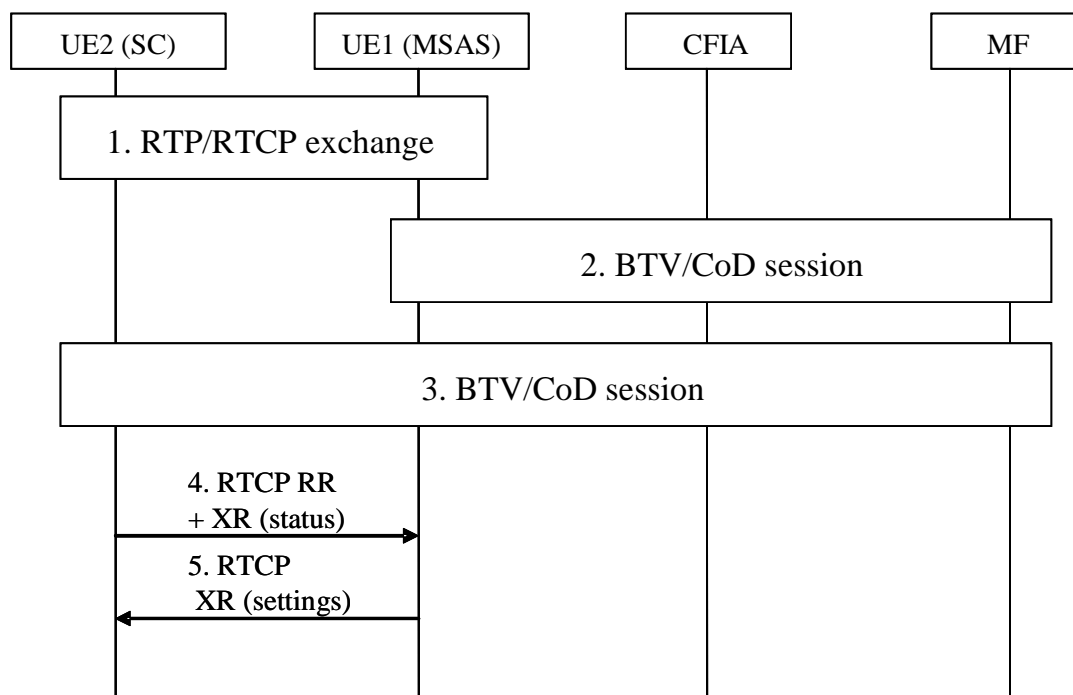 UE2 (SC)
UE1 (MSAS)
CFIA
MF
1. RTP/RTCP exchange
2. BTV/CoD session
3. BTV/CoD session
4. RTCP RR
+ XR (status)
5. RTCP
XR (settings)